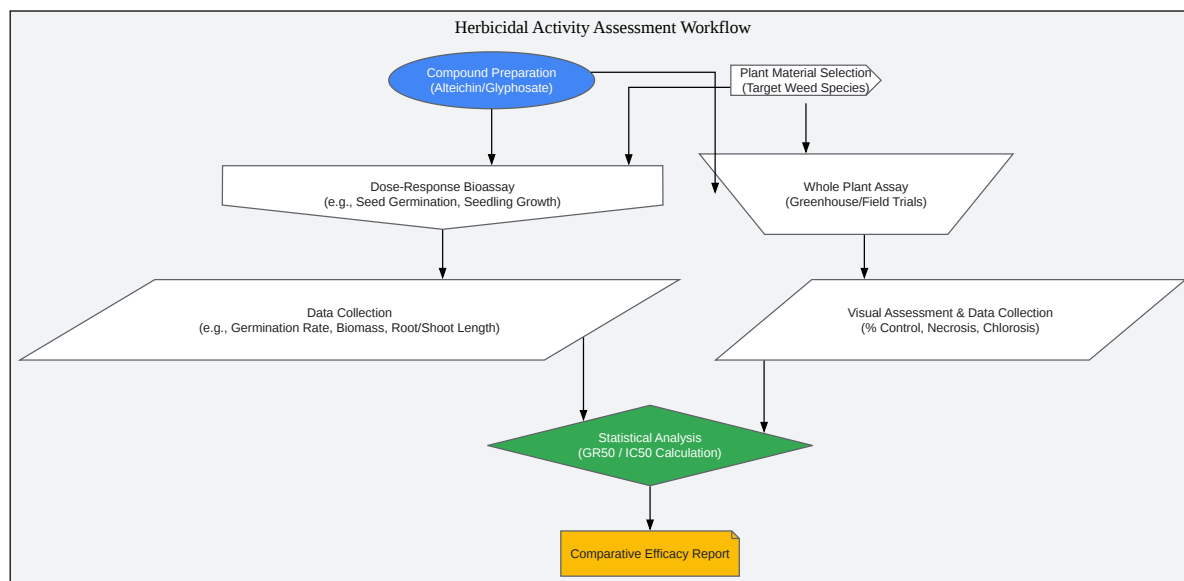 Herbicidal Activity Assessment Workflow
Compound Preparation
(Alteichin/Glyphosate)
Plant Material Selection
(Target Weed Species)
Dose-Response Bioassay
(e.g., Seed Germination, Seedling Growth)
Whole Plant Assay
(Greenhouse/Field Trials)
Data Collection
(e.g., Germination Rate, Biomass, Root/Shoot Length)
Visual Assessment & Data Collection
(% Control, Necrosis, Chlorosis)
Statistical Analysis
(GR50 / IC50 Calculation)
Comparative Efficacy Report